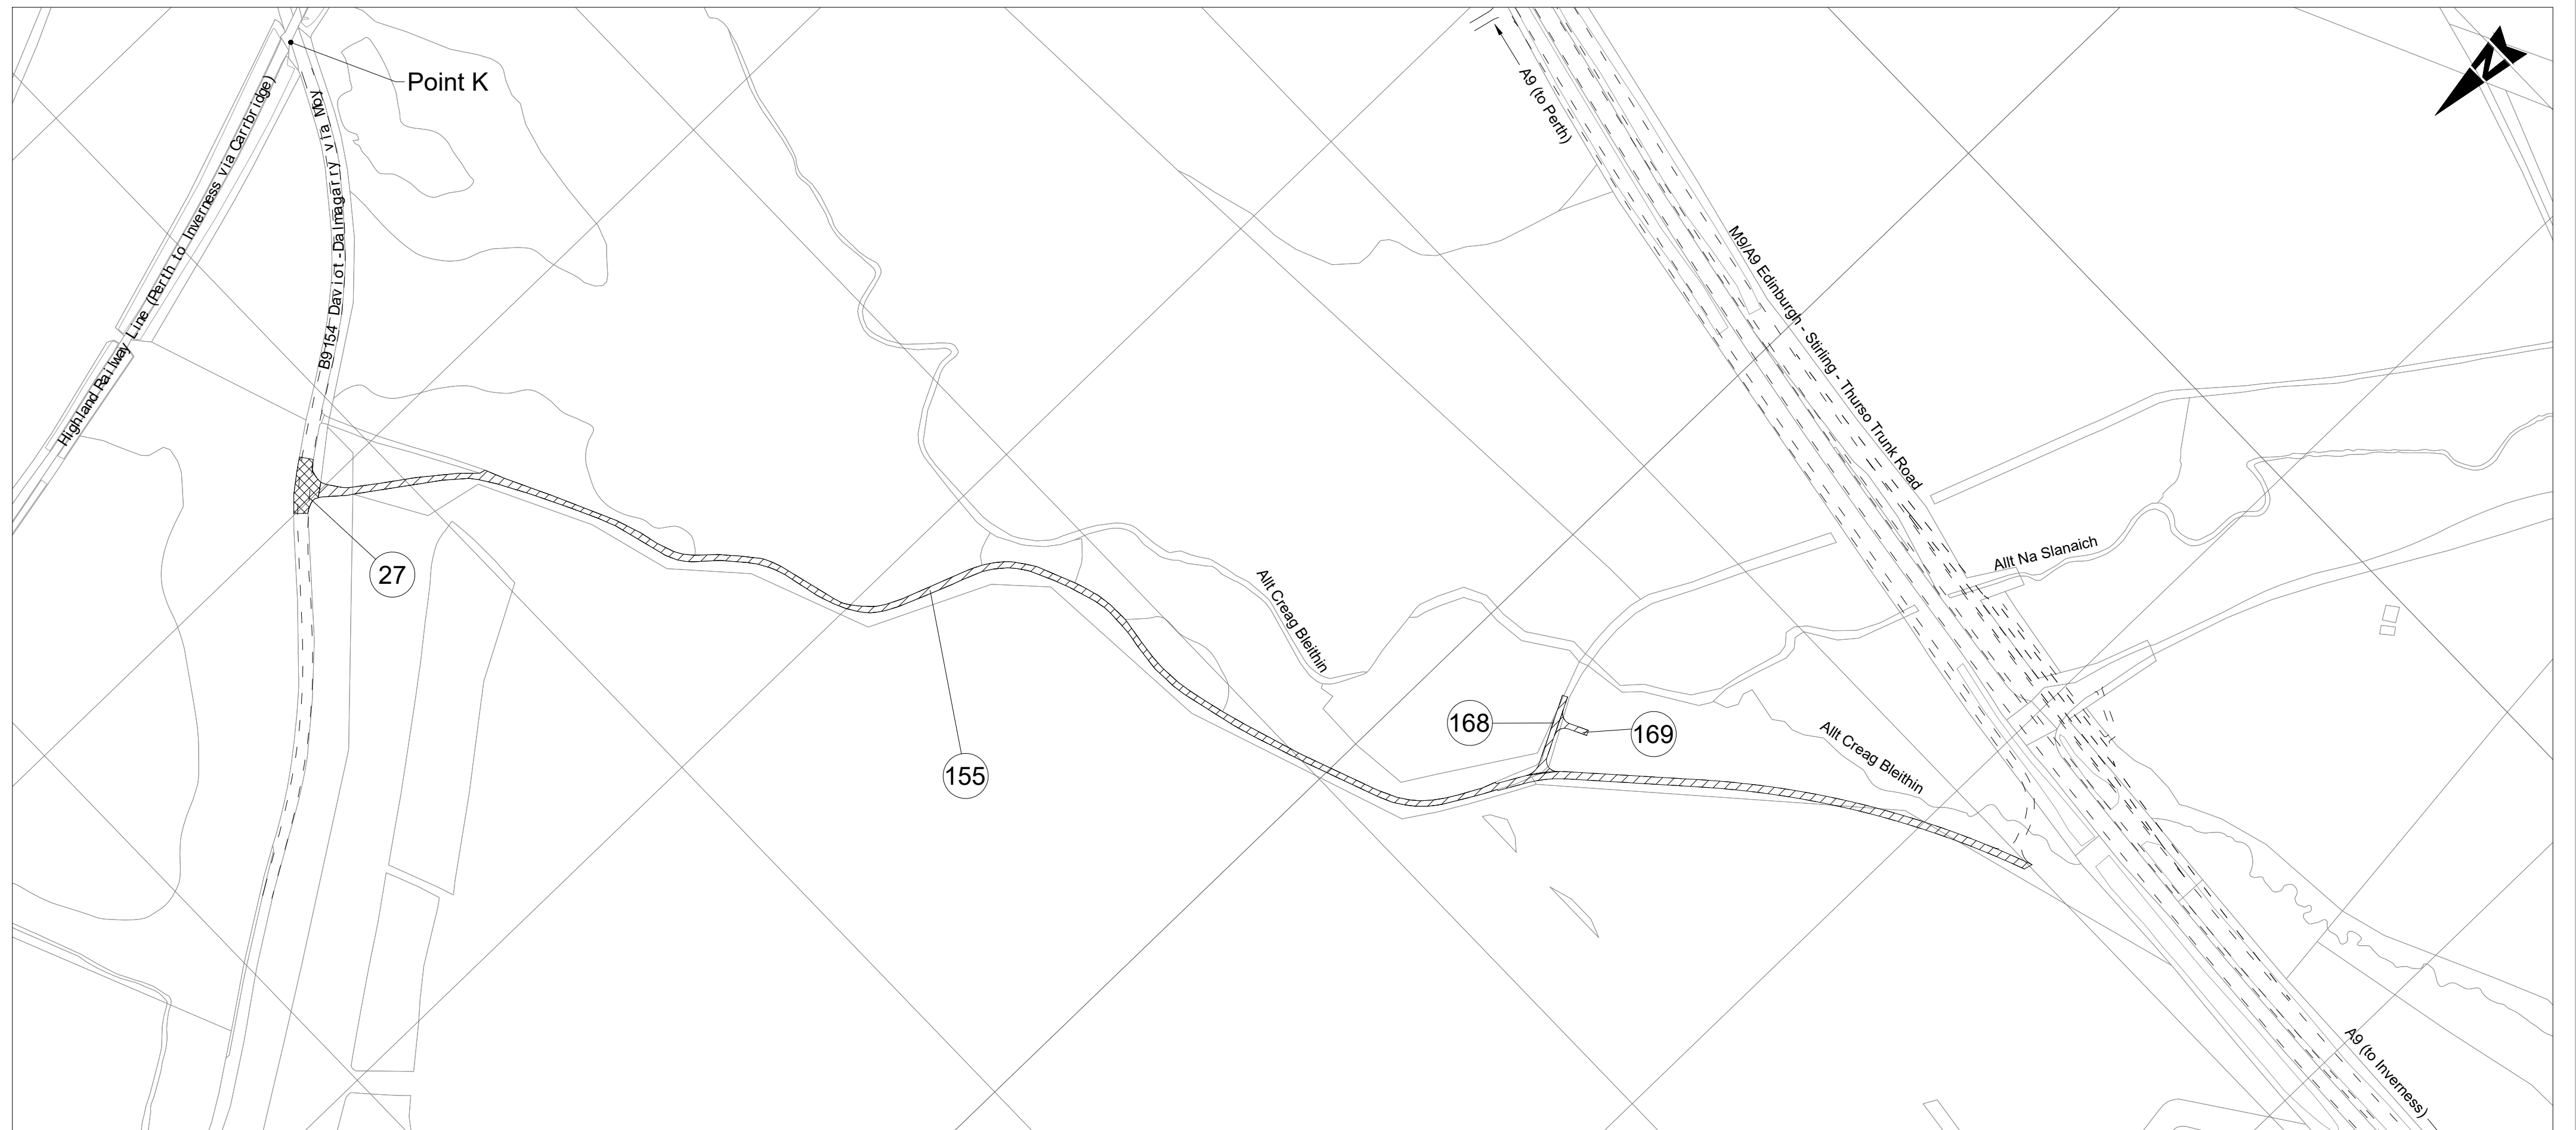 Point K
N
A9 (to Perth)
Highland Railway Line (Perth to Inverness via Carrbridge)
B9154 Daviot-Dalmagarry via Moy
M9/A9 Edinburgh - Stirling - Thurso Trunk Road
Allt Na Slanaich
27
Allt Creag Bleithin
155
168
169
Allt Creag Bleithin
A9 (to Inverness)